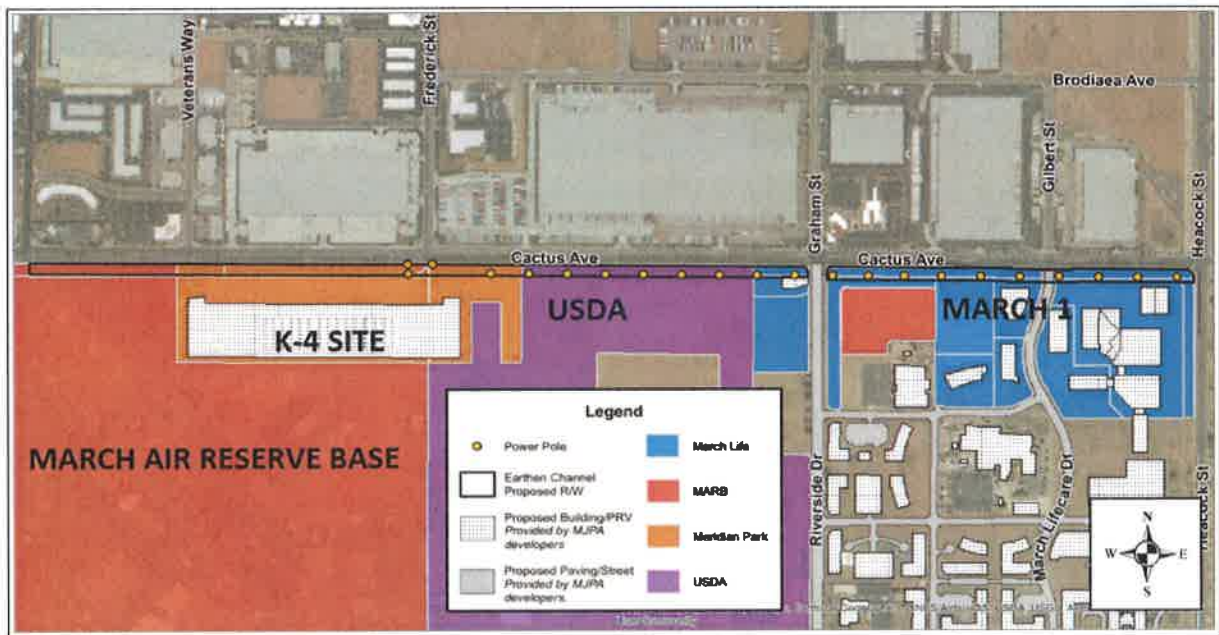 Veterans Way
Frederick St
Brodiaea Ave
Gilbert St
Graham St
Heacock St
Cactus Ave
Cactus Ave
USDA
MARCH 1
K-4 SITE
MARCH AIR RESERVE BASE
Legend
Power Pole
Earthen Channel
Proposed R/W
Proposed Building/PRV
Provided by MJPA
developers
Proposed Paving/Street
Provided by MJPA
developers.
March Life
MARB
Meridian Park
USDA
Riverside Dr
March Lifecare Dr
Heacock St
N
W
E
S